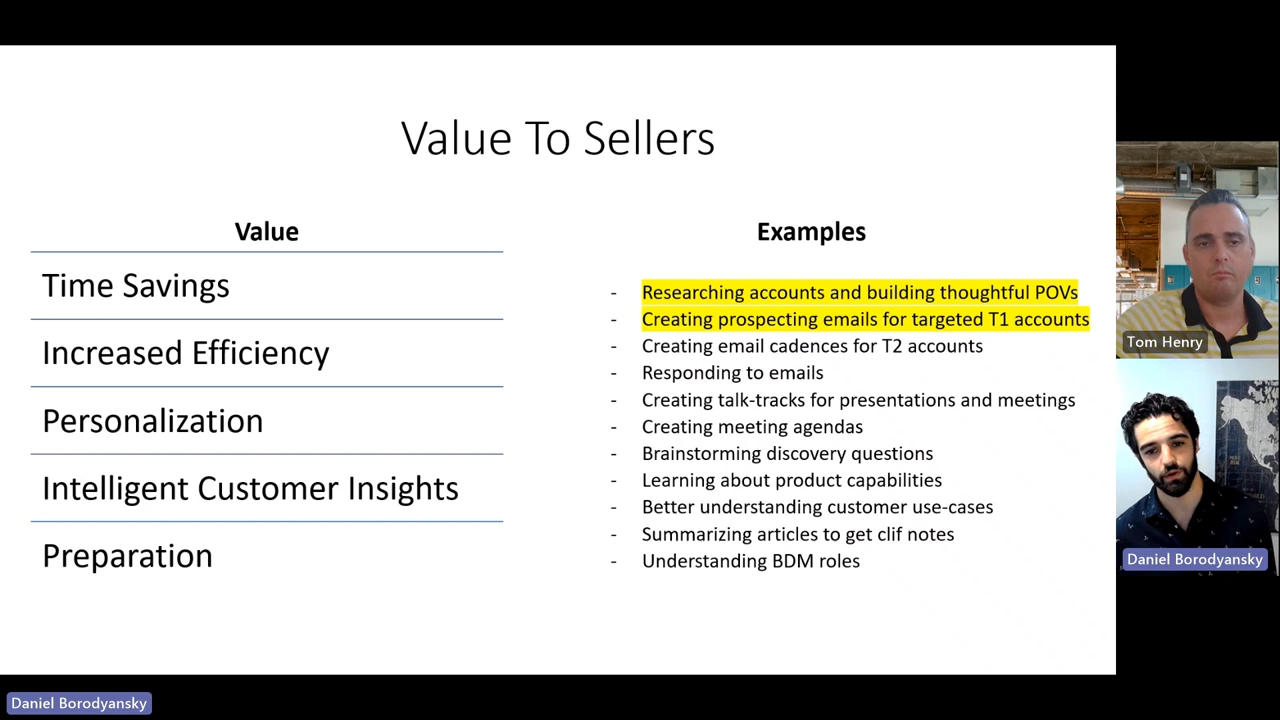 Value To Sellers
Value
Time Savings
Increased Efficiency
Personalization
Intelligent Customer Insights
Preparation
Examples
- Researching accounts and building thoughtful POVs
- Creating prospecting emails for targeted T1 accounts
- Creating email cadences for T2 accounts
- Responding to emails
- Creating talk-tracks for presentations and meetings
- Creating meeting agendas
- Brainstorming discovery questions
- Learning about product capabilities
- Better understanding customer use-cases
- Summarizing articles to get clif notes
- Understanding BDM roles
Tom Henry
Daniel Borodyansky
Daniel Borodyansky